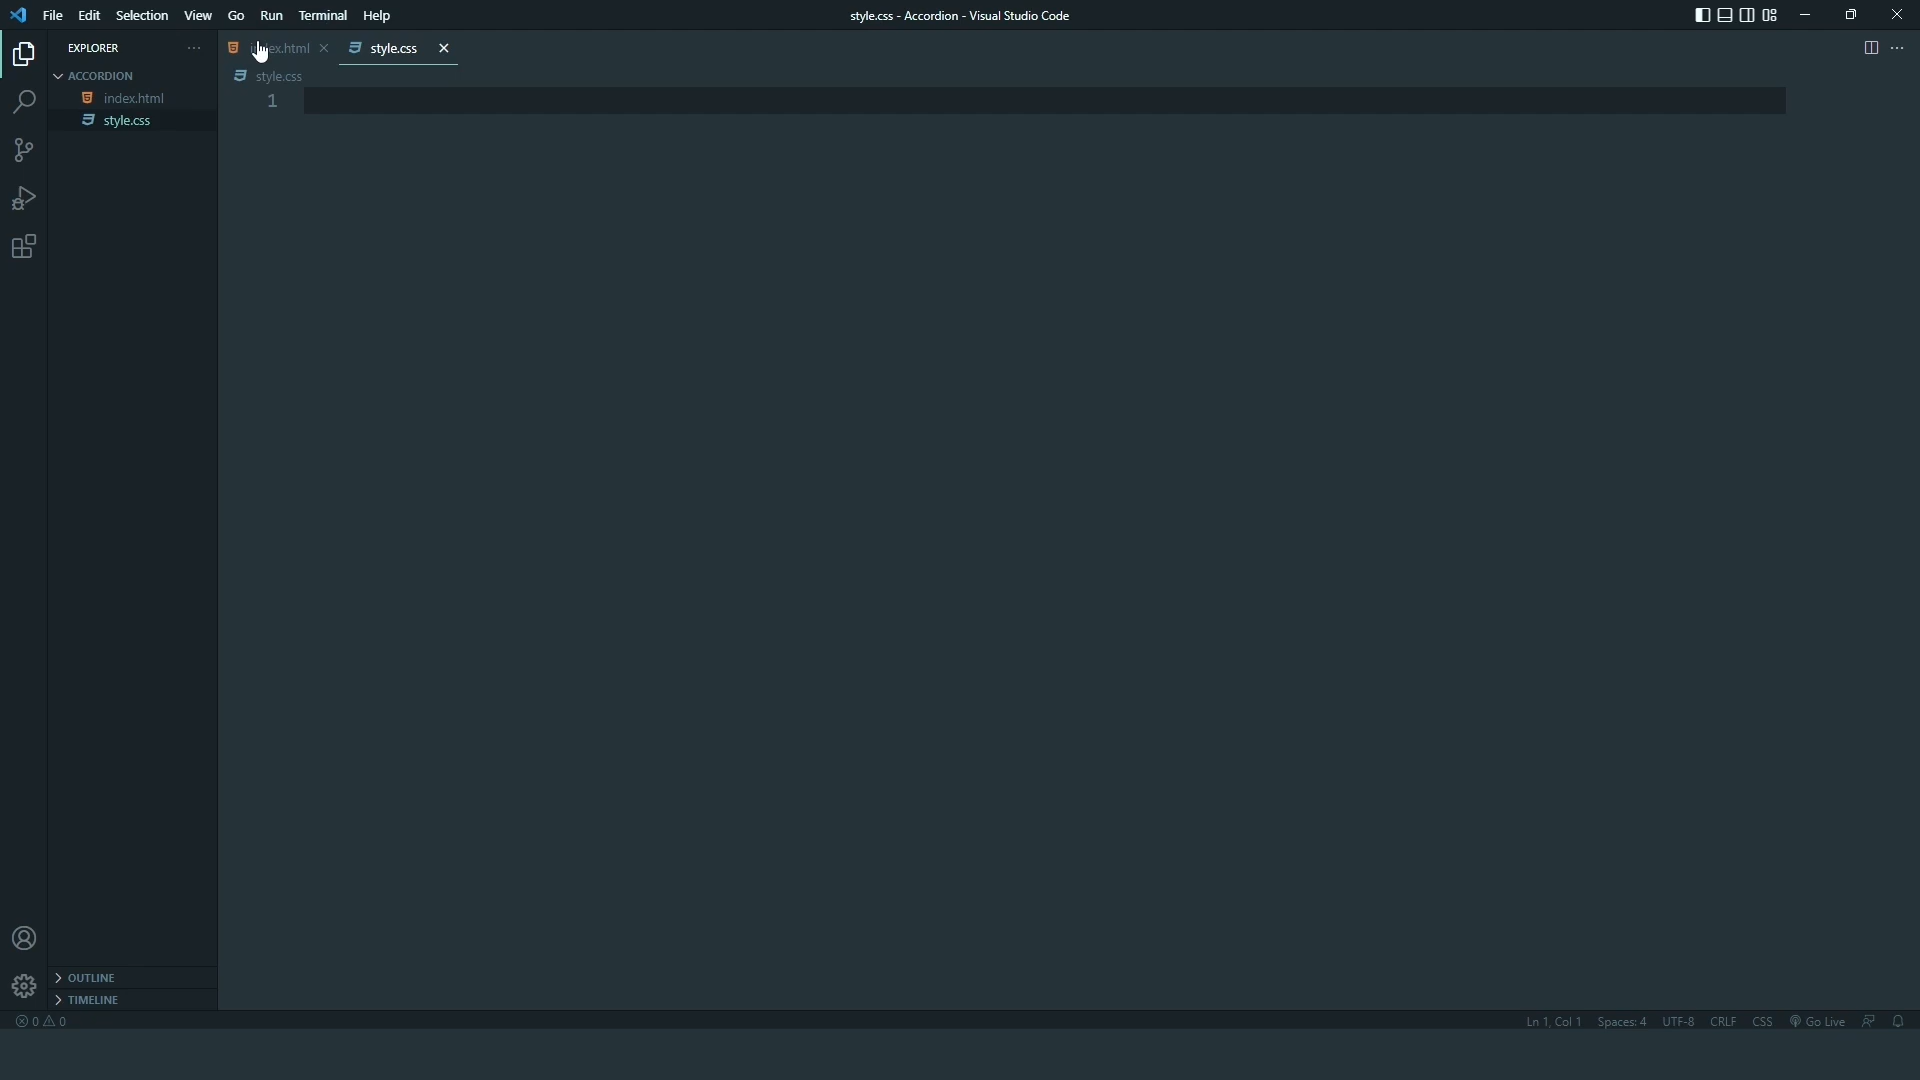 File Edit Selection View Go Run Terminal Help
style.css - Accordion - Visual Studio Code
EXPLORER
ACCORDION
index.html
style.css
OUTLINE
TIMELINE
ex.html
style.css
style.css
1
0 0
Ln 1, Col 1 Spaces: 4 UTF-8 CRLF CSS Go Live